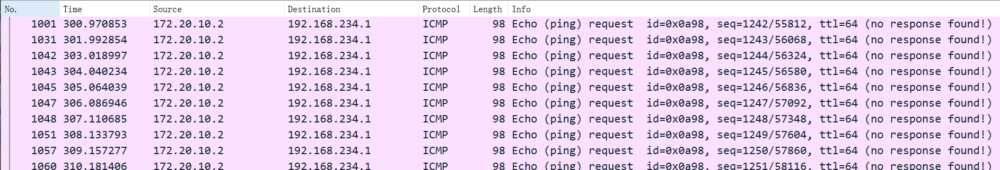 No. Time Source Destination Protocol Length Info
1001 300.970853 172.20.10.2 192.168.234.1 ICMP 98 Echo (ping) request id=0x0a98, seq=1242/55812, ttl=64 (no response found!)
1031 301.992854 172.20.10.2 192.168.234.1 ICMP 98 Echo (ping) request id=0x0a98, seq=1243/56068, ttl=64 (no response found!)
1042 303.018997 172.20.10.2 192.168.234.1 ICMP 98 Echo (ping) request id=0x0a98, seq=1244/56324, ttl=64 (no response found!)
1043 304.040234 172.20.10.2 192.168.234.1 ICMP 98 Echo (ping) request id=0x0a98, seq=1245/56580, ttl=64 (no response found!)
1045 305.064039 172.20.10.2 192.168.234.1 ICMP 98 Echo (ping) request id=0x0a98, seq=1246/56836, ttl=64 (no response found!)
1047 306.086946 172.20.10.2 192.168.234.1 ICMP 98 Echo (ping) request id=0x0a98, seq=1247/57092, ttl=64 (no response found!)
1048 307.110685 172.20.10.2 192.168.234.1 ICMP 98 Echo (ping) request id=0x0a98, seq=1248/57348, ttl=64 (no response found!)
1051 308.133793 172.20.10.2 192.168.234.1 ICMP 98 Echo (ping) request id=0x0a98, seq=1249/57604, ttl=64 (no response found!)
1057 309.157277 172.20.10.2 192.168.234.1 ICMP 98 Echo (ping) request id=0x0a98, seq=1250/57860, ttl=64 (no response found!)
1060 310.181406 172.20.10.2 192.168.234.1 ICMP 98 Echo (ping) request id=0x0a98, seq=1251/58116, ttl=64 (no response found!)